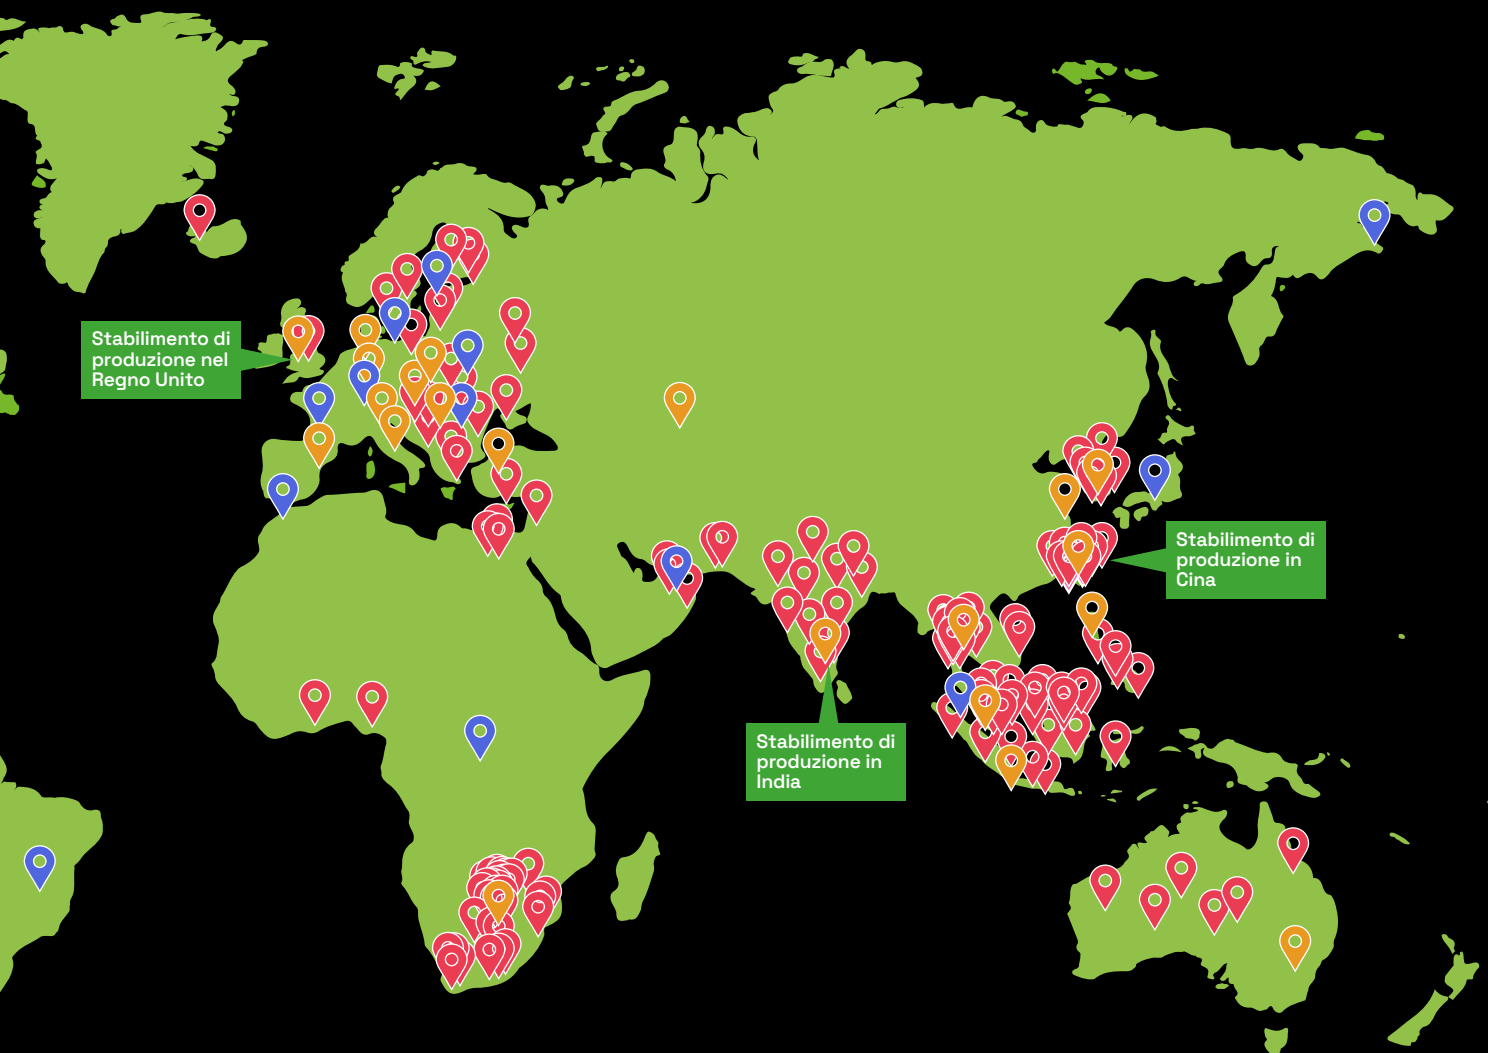 Stabilimento di
produzione nel
Regno Unito
Stabilimento di
produzione in
Cina
Stabilimento di
produzione in
India